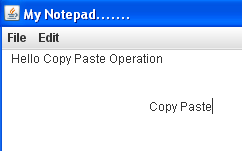 My Notepad.......
File Edit
Hello Copy Paste Operation
Copy Paste